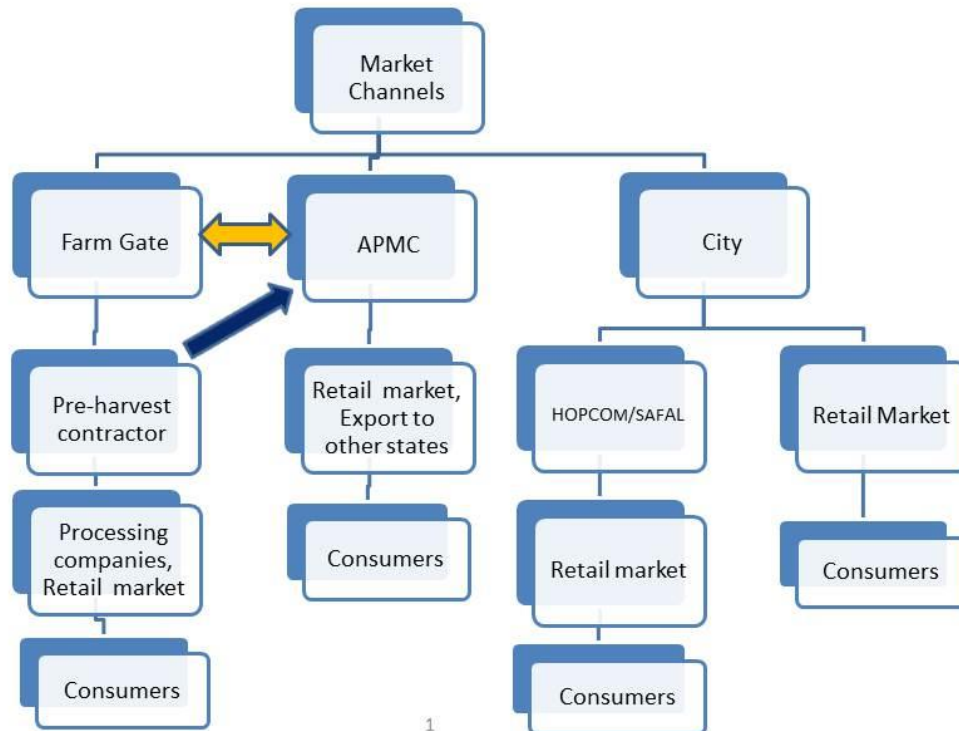 Market
Channels
Farm Gate
APMC
City
Pre-harvest
contractor
Retail market,
Export to
other states
HOPCOM/SAFAL
Retail Market
Processing
companies,
Retail market
Consumers
Retail market
Consumers
Consumers
Consumers
1